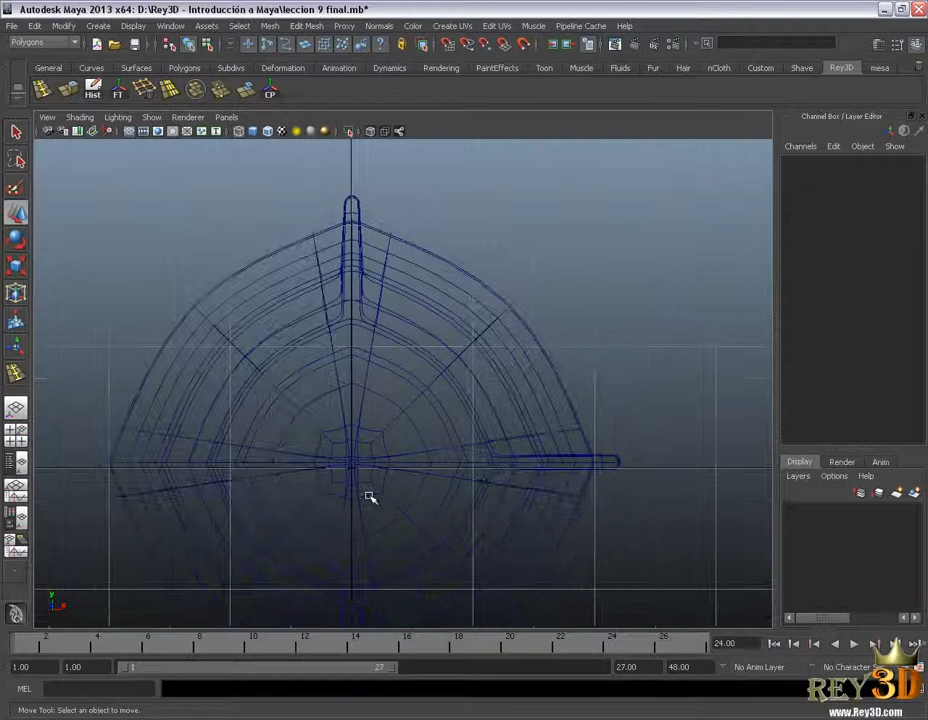 Autodesk Maya 2013 x64: D:\Rey3D - Introducción a Maya\leccion 9 final.mb*
File Edit Modify Create Display Window Assets Select Mesh Edit Mesh Proxy Normals Color Create UVs Edit UVs Muscle Pipeline Cache Help
Polygons
General Curves Surfaces Polygons Subdivs Deformation Animation Dynamics Rendering PaintEffects Toon Muscle Fluids Fur Hair nCloth Custom Shave Rey3D mesa
Hist FT CP
View Shading Lighting Show Renderer Panels
Channel Box / Layer Editor
Channels Edit Object Show
Display Render Anim
Layers Options Help
y x
2 4 6 8 10 12 14 16 18 20 22 24 26 24.00
1.00 1.00 1 27 27.00 48.00 No Anim Layer No Character
MEL
REY3D
www.Rey3D.com
Move Tool: Select an object to move.